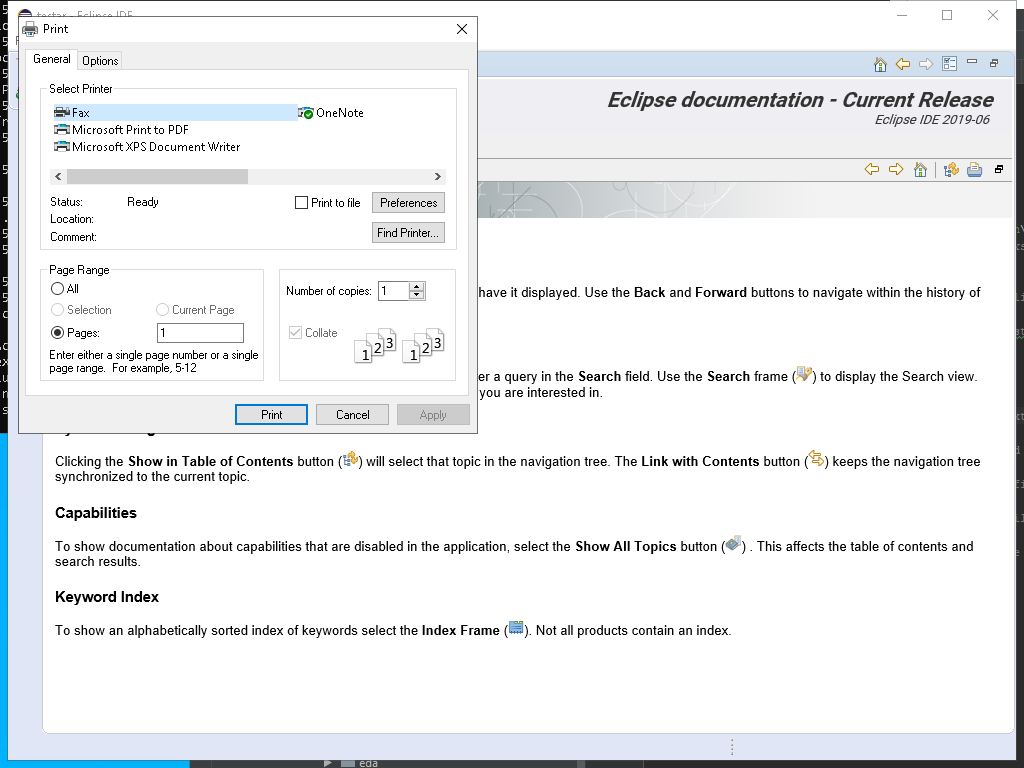 testar - Eclipse IDE
Print
General
Options
Select Printer
Fax
OneNote
Microsoft Print to PDF
Microsoft XPS Document Writer
Status:
Ready
Print to file
Preferences
Location:
Comment:
Find Printer...
Page Range
All
Selection
Current Page
Pages:
1
Enter either a single page number or a single
page range. For example, 5-12
Number of copies:
1
Collate
1 2 3
1 2 3
Print
Cancel
Apply
Eclipse documentation - Current Release
Eclipse IDE 2019-06
have it displayed. Use the Back and Forward buttons to navigate within the history of
er a query in the Search field. Use the Search frame ( ) to display the Search view.
you are interested in.
Clicking the Show in Table of Contents button ( ) will select that topic in the navigation tree. The Link with Contents button ( ) keeps the navigation tree
synchronized to the current topic.
Capabilities
To show documentation about capabilities that are disabled in the application, select the Show All Topics button ( ) . This affects the table of contents and
search results.
Keyword Index
To show an alphabetically sorted index of keywords select the Index Frame ( ). Not all products contain an index.
eda